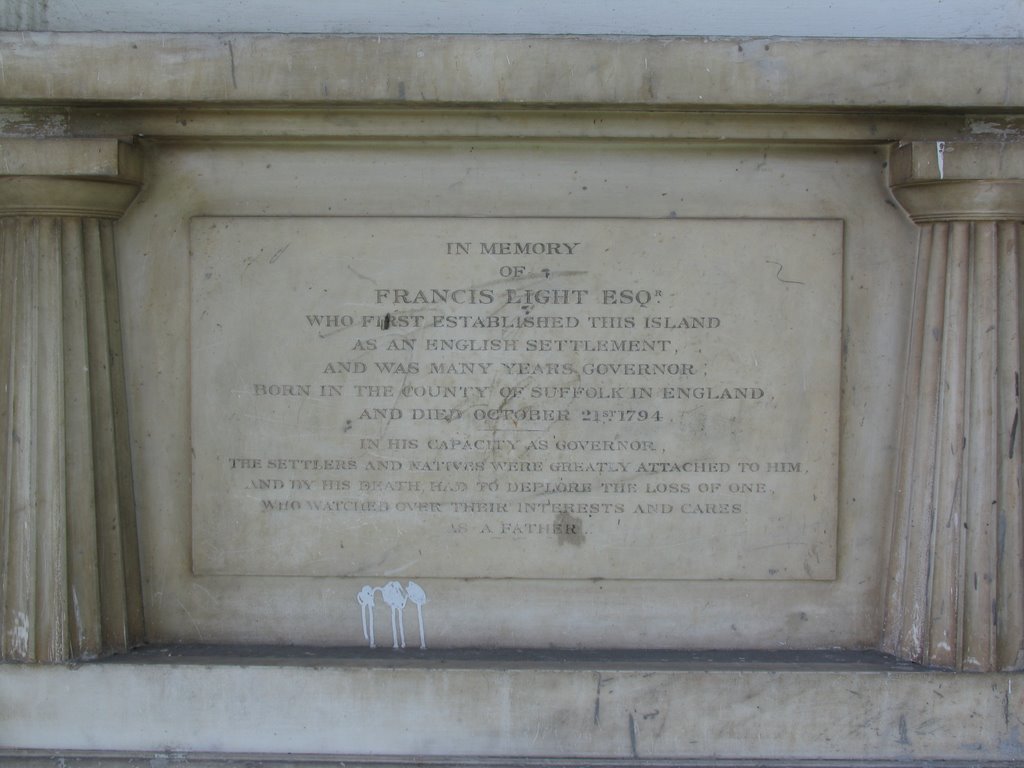 IN MEMORY
OF
FRANCIS LIGHT ESQR.
WHO FIRST ESTABLISHED THIS ISLAND
AS AN ENGLISH SETTLEMENT,
AND WAS MANY YEARS GOVERNOR;
BORN IN THE COUNTY OF SUFFOLK IN ENGLAND
AND DIED OCTOBER 21ST 1794.
IN HIS CAPACITY AS GOVERNOR,
THE SETTLERS AND NATIVES WERE GREATLY ATTACHED TO HIM,
AND BY HIS DEATH, HAD TO DEPLORE THE LOSS OF ONE,
WHO WATCHED OVER THEIR INTERESTS AND CARES
AS A FATHER.